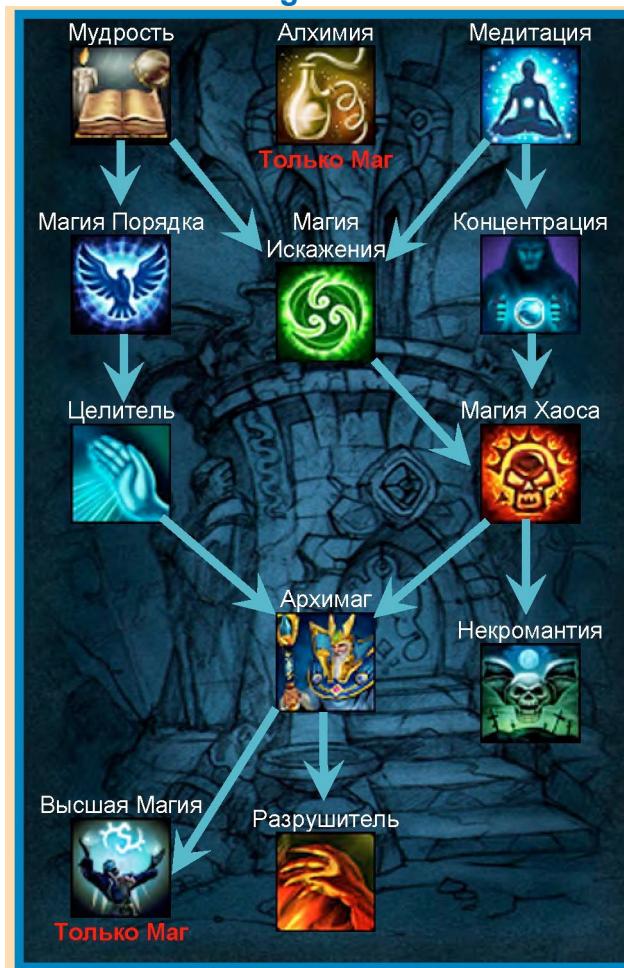 Мудрость
Алхимия
Медитация
Только Маг
Магия Порядка
Магия
Искажения
Концентрация
Целитель
Магия Хаоса
Архимаг
Некромантия
Высшая Магия
Разрушитель
Только Маг